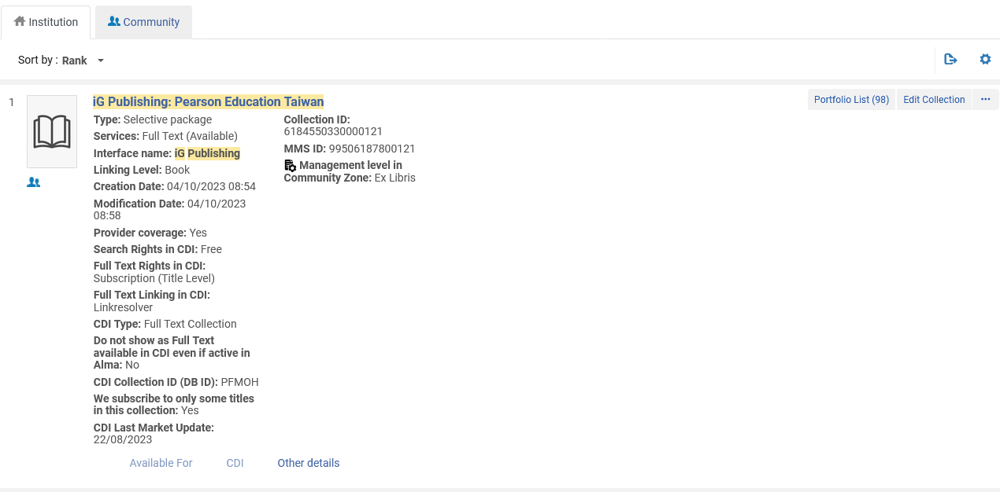 Institution
Community
Sort by : Rank
1
iG Publishing: Pearson Education Taiwan
Portfolio List (98)
Edit Collection
Type: Selective package
Services: Full Text (Available)
Interface name: iG Publishing
Linking Level: Book
Creation Date: 04/10/2023 08:54
Modification Date: 04/10/2023
08:58
Provider coverage: Yes
Search Rights in CDI: Free
Full Text Rights in CDI:
Subscription (Title Level)
Full Text Linking in CDI:
Linkresolver
CDI Type: Full Text Collection
Do not show as Full Text
available in CDI even if active in
Alma: No
CDI Collection ID (DB ID): PFMOH
We subscribe to only some titles
in this collection: Yes
CDI Last Market Update:
22/08/2023
Collection ID:
6184550330000121
MMS ID: 99506187800121
Management level in
Community Zone: Ex Libris
Available For
CDI
Other details